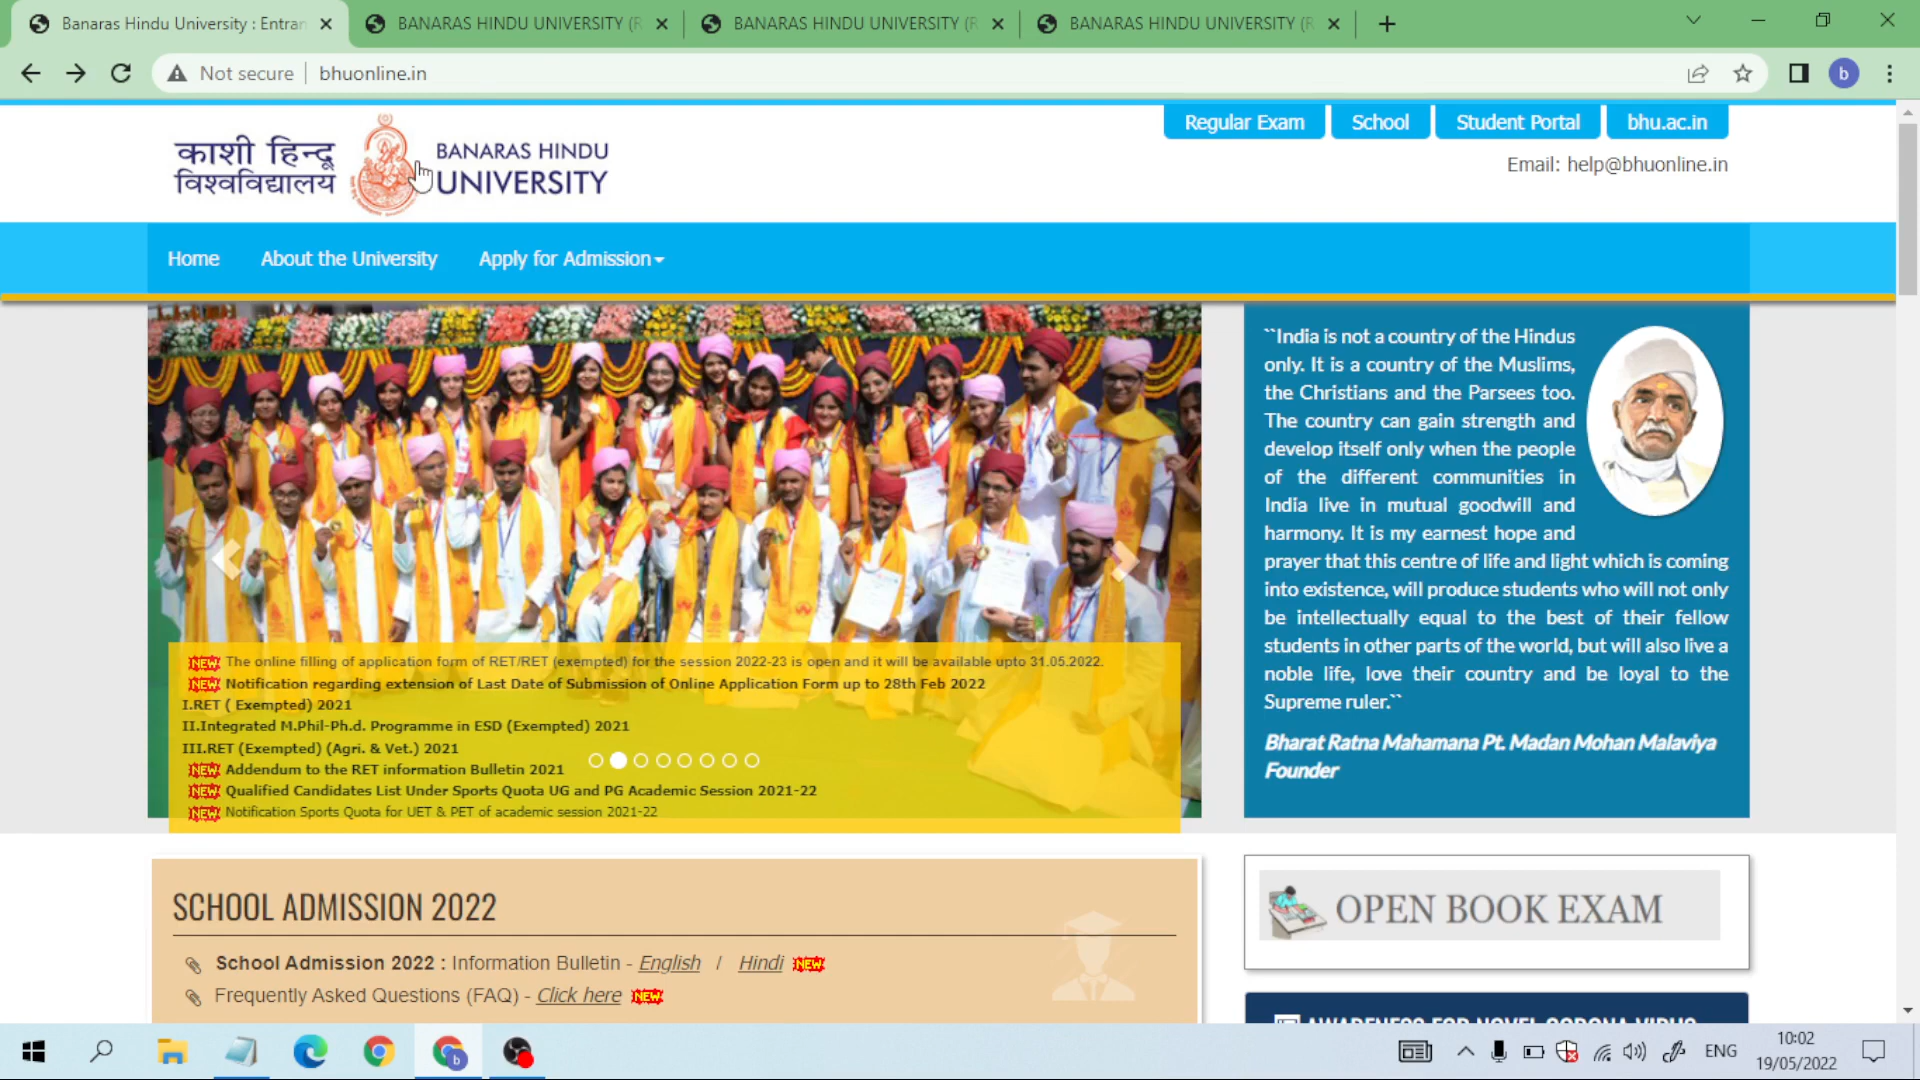 Banaras Hindu University : Entran
BANARAS HINDU UNIVERSITY (R
BANARAS HINDU UNIVERSITY (R
BANARAS HINDU UNIVERSITY (R
Not secure
bhuonline.in
b
काशी हिन्दू
विश्वविद्यालय
BANARAS HINDU
UNIVERSITY
Regular Exam
School
Student Portal
bhu.ac.in
Email: help@bhuonline.in
Home
About the University
Apply for Admission
NEW The online filling of application form of RET/RET (exempted) for the session 2022-23 is open and it will be available upto 31.05.2022.
NEW Notification regarding extension of Last Date of Submission of Online Application Form up to 28th Feb 2022
I.RET ( Exempted) 2021
II.Integrated M.Phil-Ph.d. Programme in ESD (Exempted) 2021
III.RET (Exempted) (Agri. & Vet.) 2021
NEW Addendum to the RET information Bulletin 2021
NEW Qualified Candidates List Under Sports Quota UG and PG Academic Session 2021-22
NEW Notification Sports Quota for UET & PET of academic session 2021-22
``India is not a country of the Hindus
only. It is a country of the Muslims,
the Christians and the Parsees too.
The country can gain strength and
develop itself only when the people
of the different communities in
India live in mutual goodwill and
harmony. It is my earnest hope and
prayer that this centre of life and light which is coming
into existence, will produce students who will not only
be intellectually equal to the best of their fellow
students in other parts of the world, but will also live a
noble life, love their country and be loyal to the
Supreme ruler.``
Bharat Ratna Mahamana Pt. Madan Mohan Malaviya
Founder
SCHOOL ADMISSION 2022
School Admission 2022 : Information Bulletin - English / Hindi NEW
Frequently Asked Questions (FAQ) - Click here NEW
OPEN BOOK EXAM
AWARENESS FOR NOVEL CORONA VIRUS
b
ENG
10:02
19/05/2022